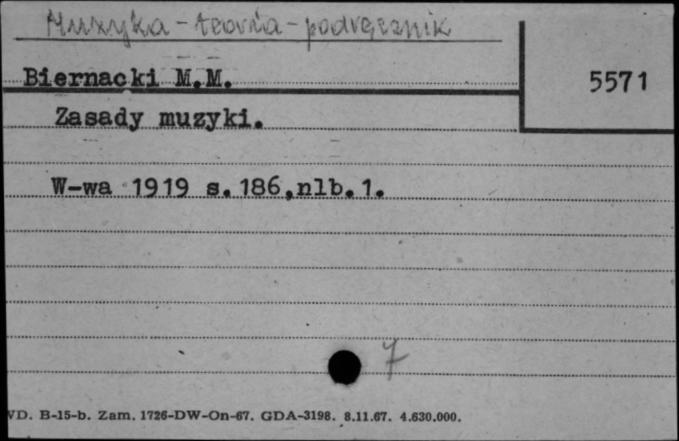 Muzyka - teoria - podręcznik
Biernacki M.M.
5571
Zasady muzyki.
W-wa 1919 s.186,nlb.1.
7
VD. B-15-b. Zam. 1726-DW-On-67. GDA-3198. 8.11.67. 4.630.000.